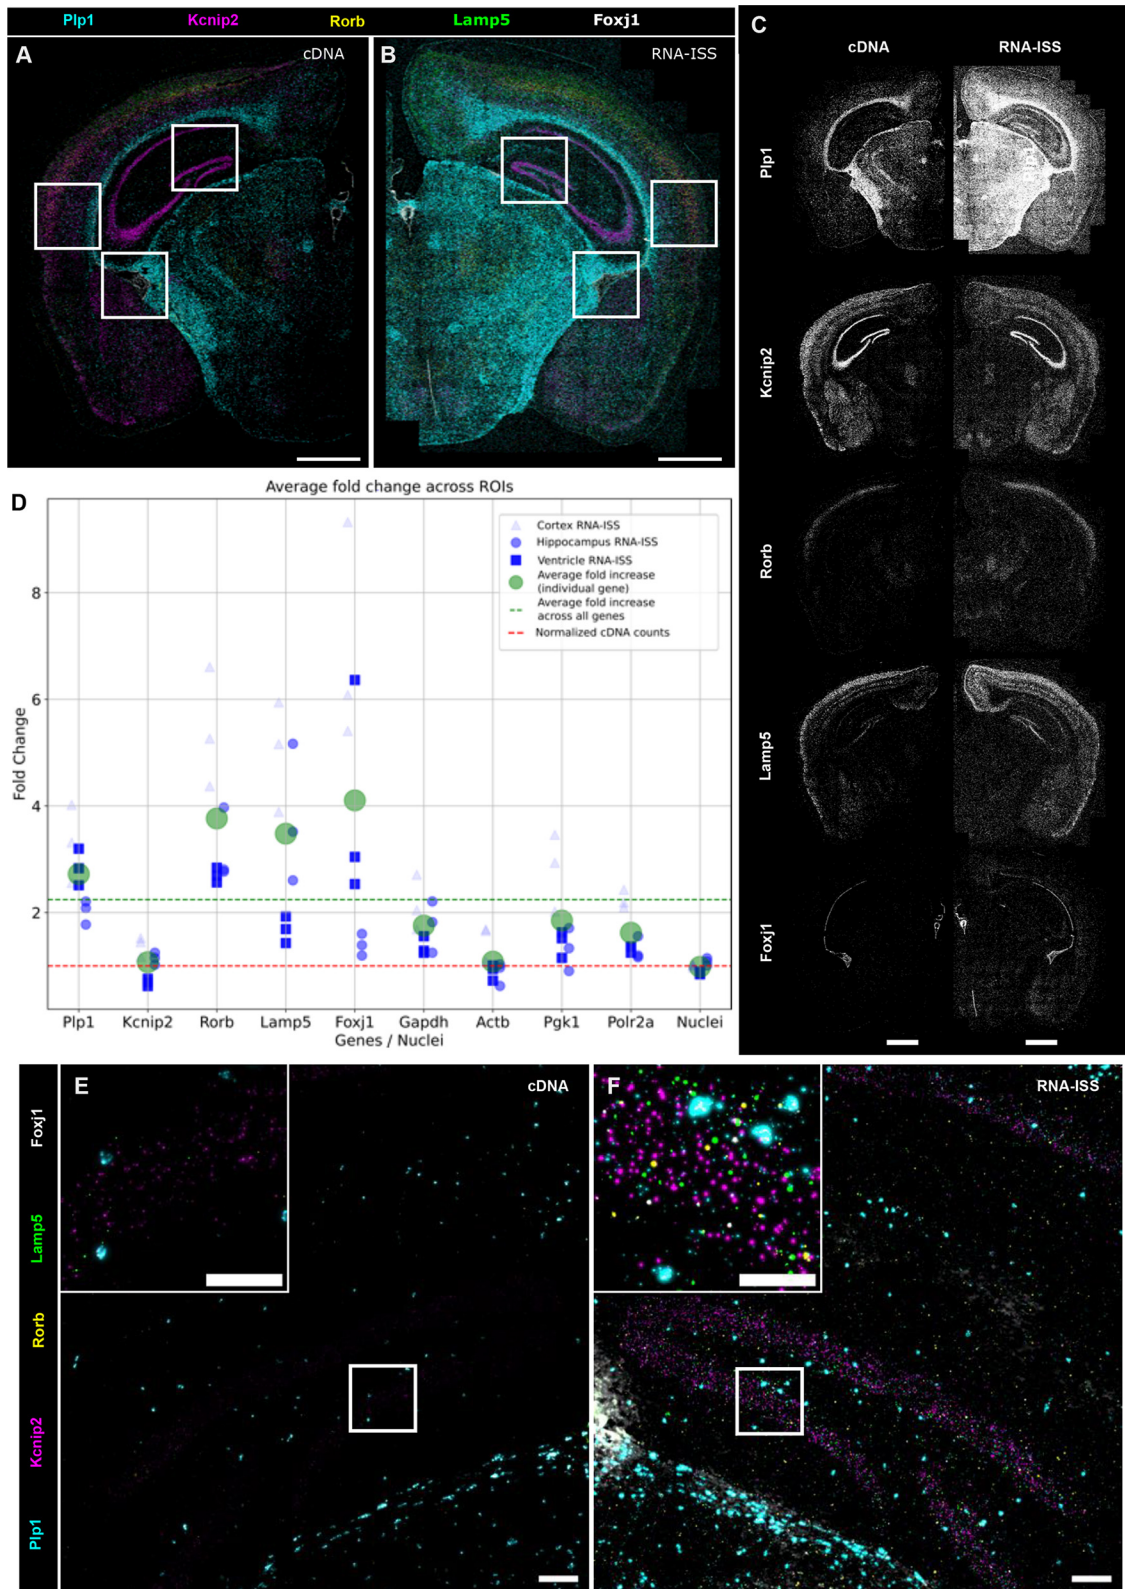 Plp1 Kcnip2 Rorb Lamp5 Foxj1
A cDNA
B RNA-ISS
C
cDNA RNA-ISS
Plp1
Plp1
Kcnip2
Rorb
Lamp5
Foxj1
D
Average fold change across ROIs
Cortex RNA-ISS
Hippocampus RNA-ISS
Ventricle RNA-ISS
Average fold increase
(individual gene)
Average fold increase
across all genes
Normalized cDNA counts
Fold Change
8
6
4
2
Plp1 Kcnip2 Rorb Lamp5 Foxj1 Gapdh Actb Pgk1 Polr2a Nuclei
Genes / Nuclei
E cDNA
F RNA-ISS
Foxj1
Lamp5
Rorb
Kcnip2
Plp1